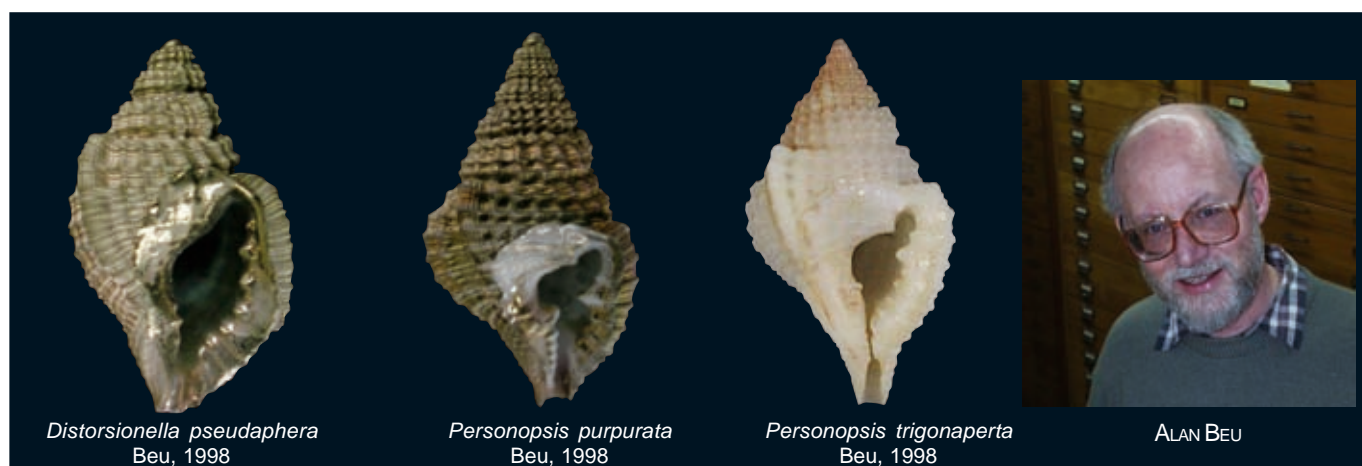 Distorsionella pseudaphera
Beu, 1998
Personopsis purpurata
Beu, 1998
Personopsis trigonaperta
Beu, 1998
ALAN BEU